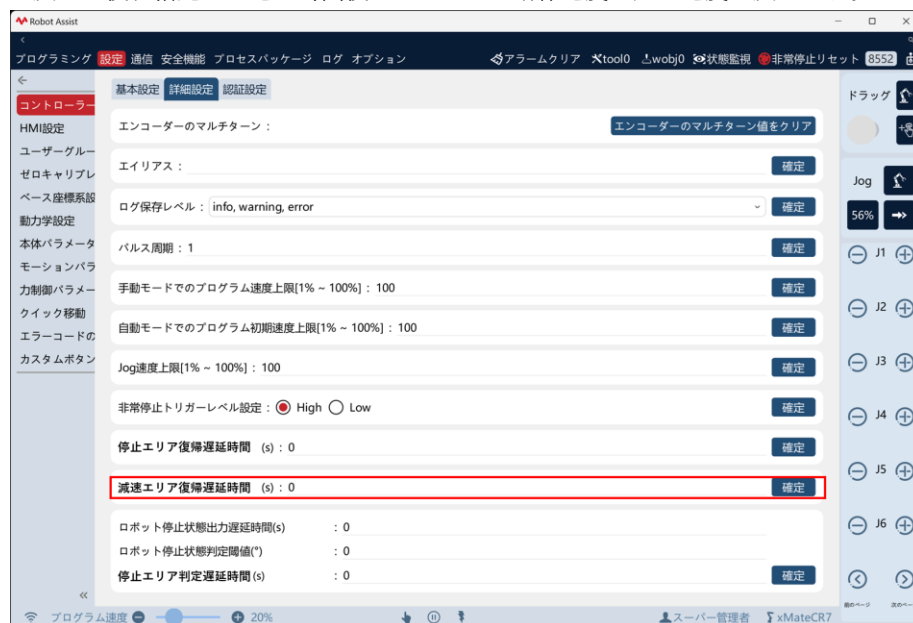 Robot Assist
プログラミング 設定 通信 安全機能 プロセスパッケージ ログ オプション アラームクリア tool0 wobj0 状態監視 非常停止リセット 8552
基本設定 詳細設定 認証設定
コントローラー
HMI設定
ユーザーグルー
ゼロキャリブレ
ベース座標系設
動力学設定
本体パラメータ
モーションパラ
力制御パラメー
クイック移動
エラーコードの
カスタムボタン
エンコーダーのマルチターン : エンコーダーのマルチターン値をクリア
エイリアス : 確定
ログ保存レベル : info, warning, error 確定
パルス周期 : 1 確定
手動モードでのプログラム速度上限[1% ~ 100%] : 100 確定
自動モードでのプログラム初期速度上限[1% ~ 100%] : 100 確定
Jog速度上限[1% ~ 100%] : 100 確定
非常停止トリガーレベル設定 : High Low 確定
停止エリア復帰遅延時間 (s) : 0 確定
減速エリア復帰遅延時間 (s) : 0 確定
ロボット停止状態出力遅延時間(s) : 0
ロボット停止状態判定閾値(°) : 0
停止エリア判定遅延時間(s) : 0 確定
ドラッグ
Jog
56%
J1
J2
J3
J4
J5
J6
前のページ 次のペー
プログラム速度 20% スーパー管理者 xMateCR7